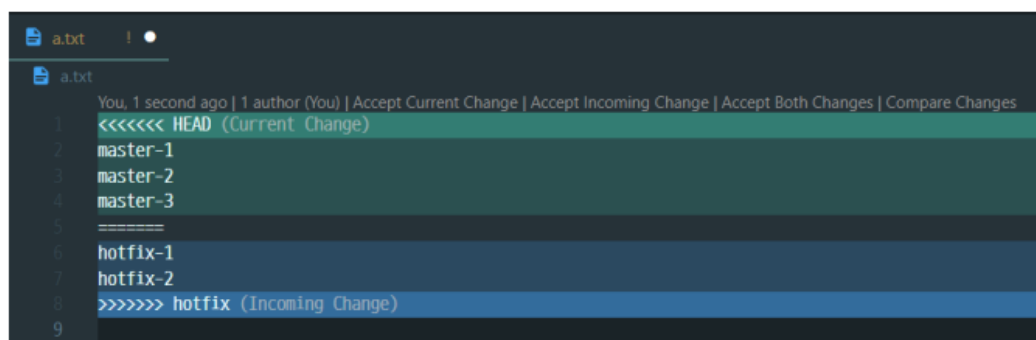 a.txt !
a.txt
You, 1 second ago | 1 author (You) | Accept Current Change | Accept Incoming Change | Accept Both Changes | Compare Changes
1 <<<<<<< HEAD (Current Change)
2 master-1
3 master-2
4 master-3
5 =======
6 hotfix-1
7 hotfix-2
8 >>>>>>> hotfix (Incoming Change)
9